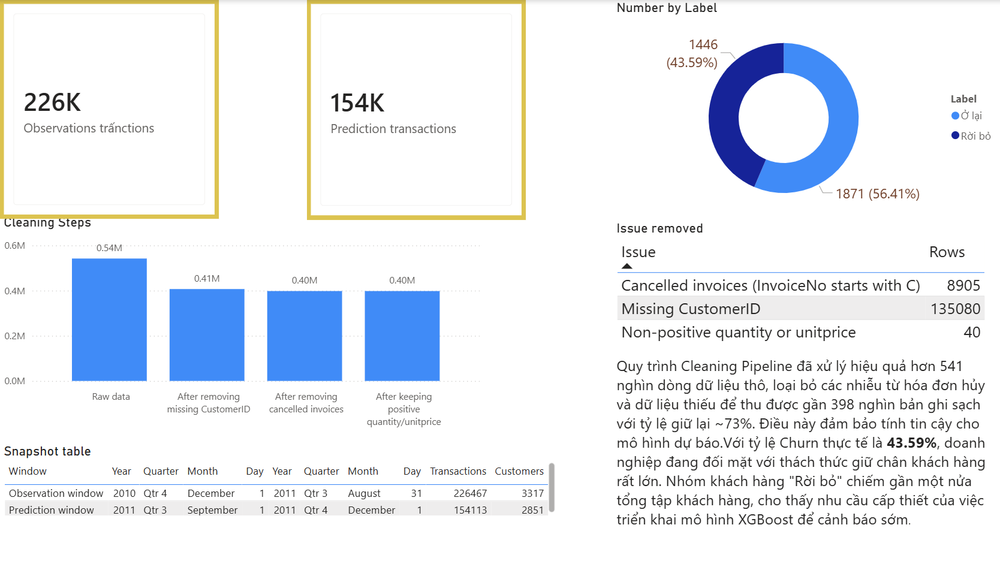 226K
Observations trấnctions
154K
Prediction transactions
Number by Label
1446
(43.59%)
1871 (56.41%)
Label
Ở lại
Rời bỏ
Cleaning Steps
0.6M
0.4M
0.2M
0.0M
0.54M
0.41M
0.40M
0.40M
Raw data
After removing
missing CustomerID
After removing
cancelled invoices
After keeping
positive
quantity/unitprice
Issue removed
Issue Rows
Cancelled invoices (InvoiceNo starts with C) 8905
Missing CustomerID 135080
Non-positive quantity or unitprice 40
Quy trình Cleaning Pipeline đã xử lý hiệu quả hơn 541
nghìn dòng dữ liệu thô, loại bỏ các nhiễu từ hóa đơn hủy
và dữ liệu thiếu để thu được gần 398 nghìn bản ghi sạch
với tỷ lệ giữ lại ~73%. Điều này đảm bảo tính tin cậy cho
mô hình dự báo.Với tỷ lệ Churn thực tế là 43.59%, doanh
nghiệp đang đối mặt với thách thức giữ chân khách hàng
rất lớn. Nhóm khách hàng "Rời bỏ" chiếm gần một nửa
tổng tập khách hàng, cho thấy nhu cầu cấp thiết của việc
triển khai mô hình XGBoost để cảnh báo sớm.
Snapshot table
Window Year Quarter Month Day Year Quarter Month Day Transactions Customers
Observation window 2010 Qtr 4 December 1 2011 Qtr 3 August 31 226467 3317
Prediction window 2011 Qtr 3 September 1 2011 Qtr 4 December 1 154113 2851